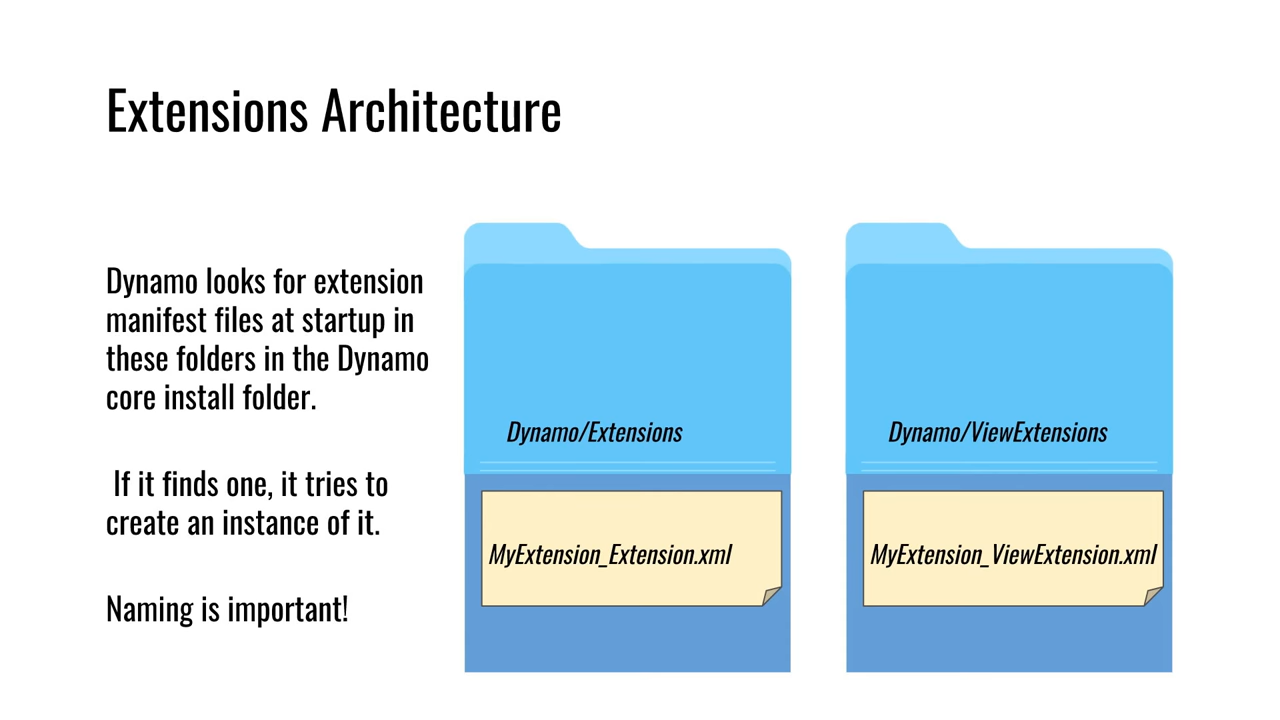 Extensions Architecture
Dynamo looks for extension
manifest files at startup in
these folders in the Dynamo
core install folder.
If it finds one, it tries to
create an instance of it.
Naming is important!
Dynamo/Extensions
MyExtension_Extension.xml
Dynamo/ViewExtensions
MyExtension_ViewExtension.xml